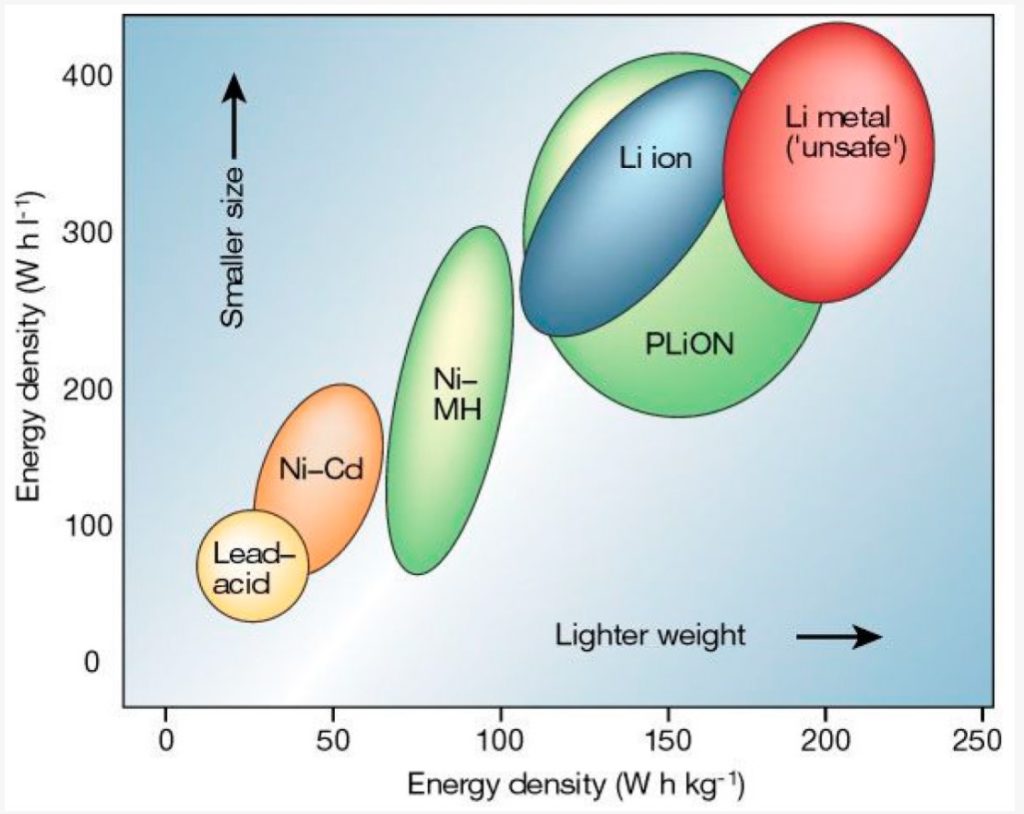 400
300
200
100
0
Energy density (W h l⁻¹)
Smaller size
Li metal
('unsafe')
Li ion
PLiON
Ni–
MH
Ni–Cd
Lead–
acid
Lighter weight
0 50 100 150 200 250
Energy density (W h kg⁻¹)